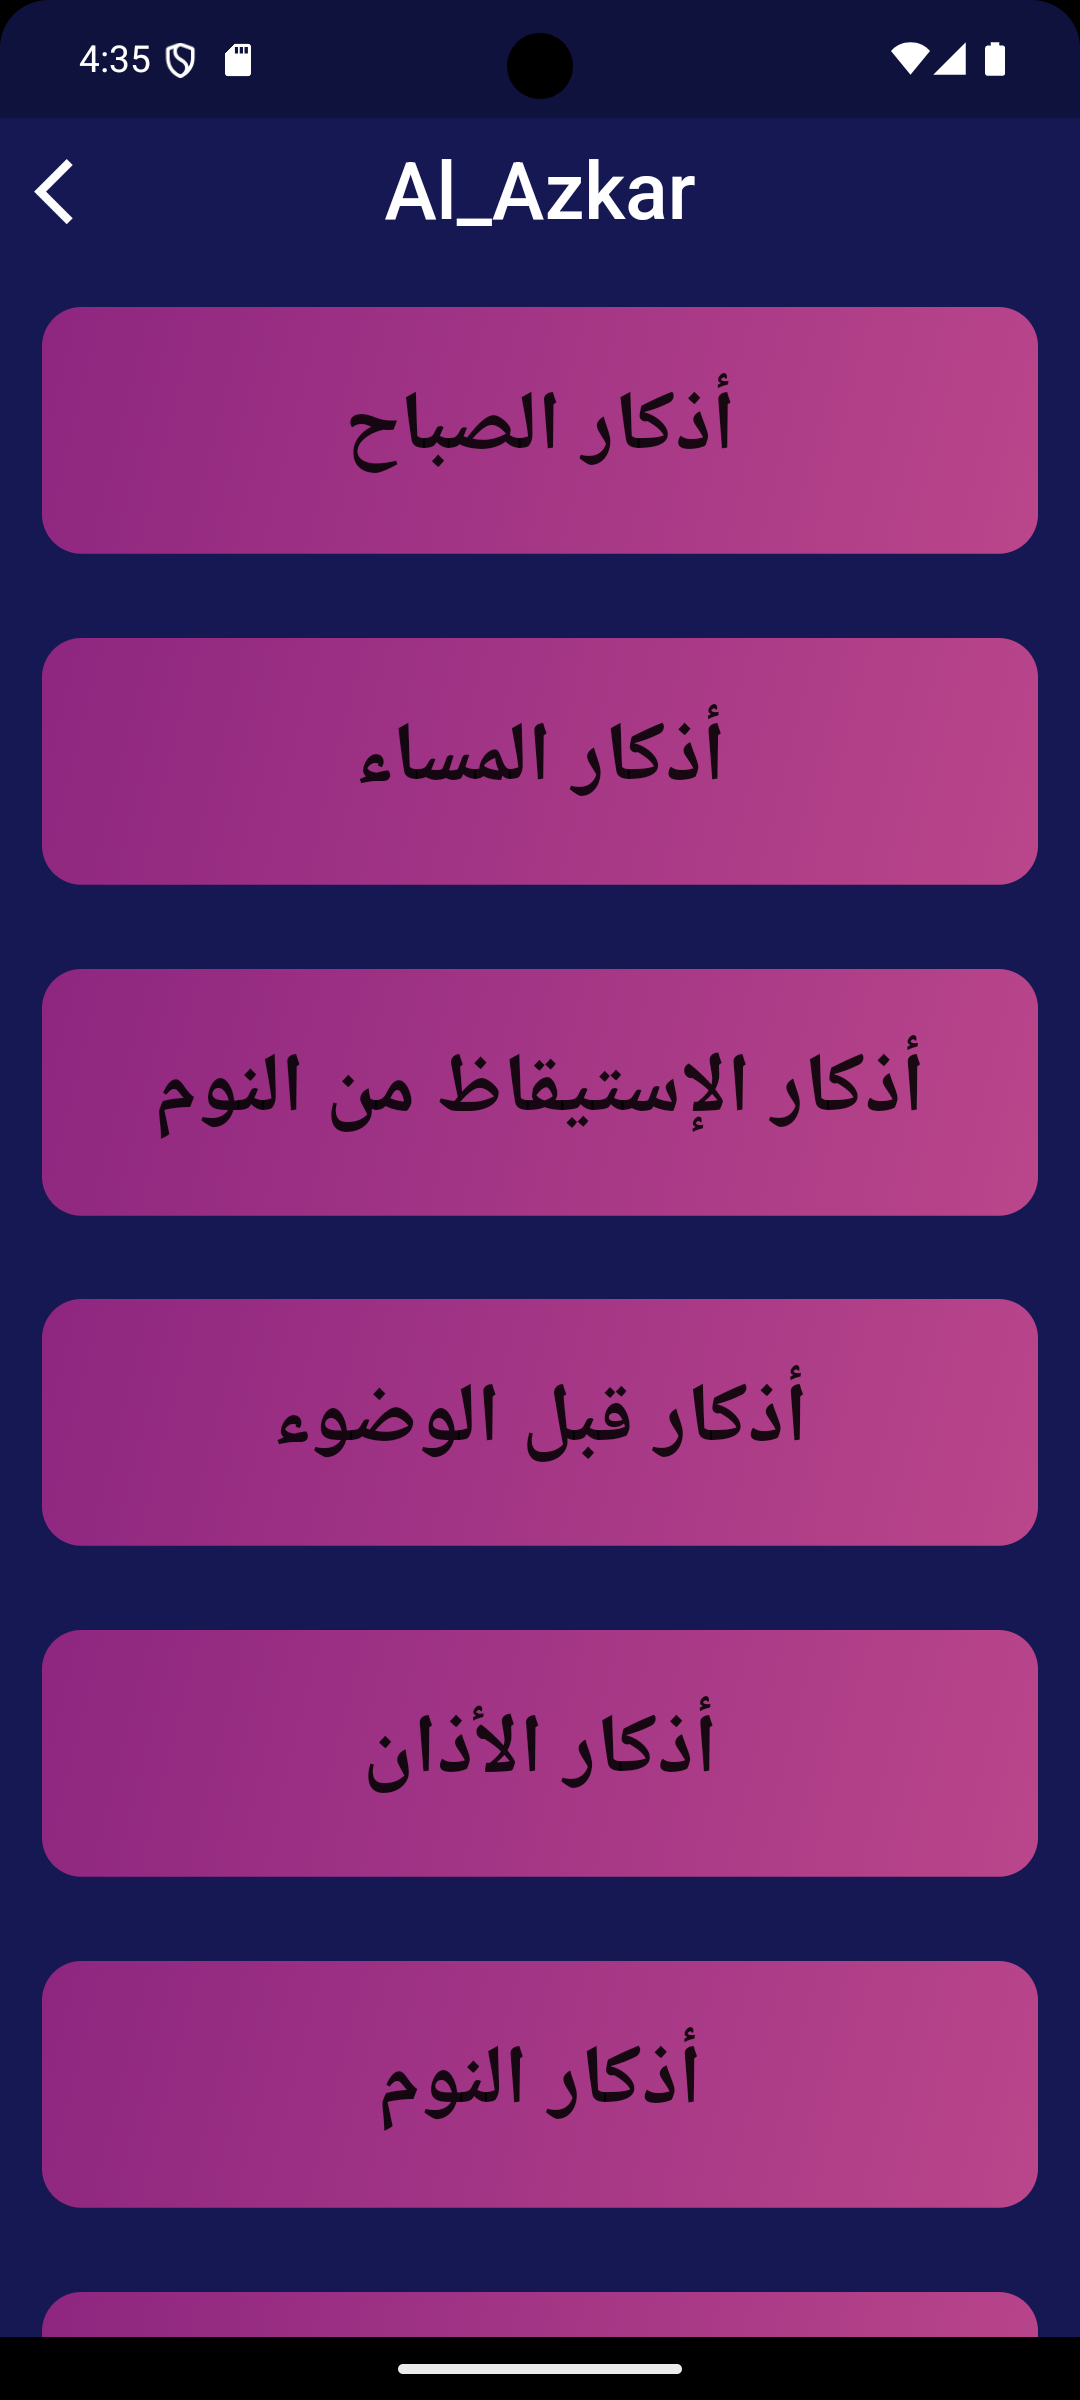 4:35
Al_Azkar
أذكار الصباح
أذكار المساء
أذكار الإستيقاظ من النوم
أذكار قبل الوضوء
أذكار الأذان
أذكار النوم